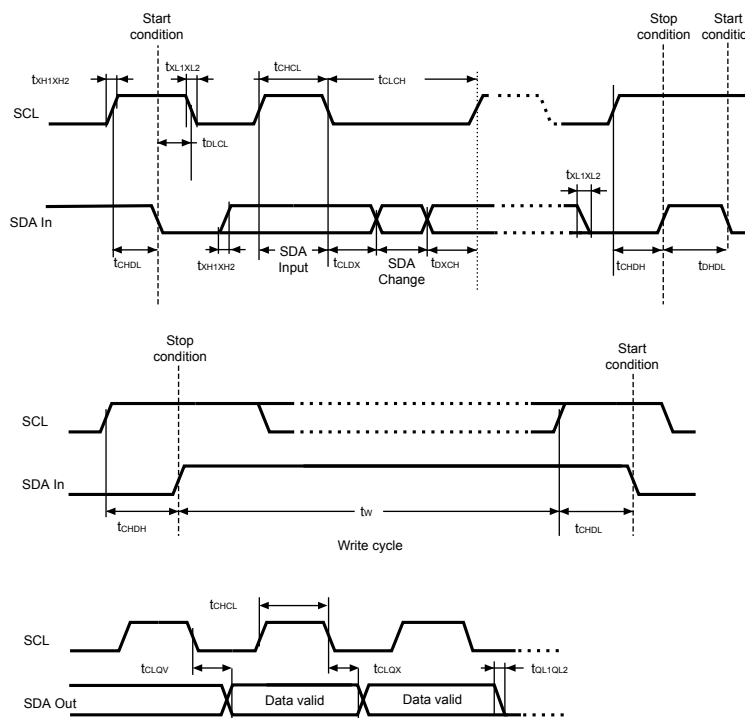 Start
condition
Stop
condition
Start
condition
tXH1XH2
tXL1XL2
tCHCL
tCLCH
SCL
tDLCL
tXL1XL2
SDA In
tCHDL
tXH1XH2
SDA
Input
tCLDX
SDA
Change
tDXCH
tCHDH
tDHDL
Stop
condition
Start
condition
SCL
SDA In
tCHDH
tW
tCHDL
Write cycle
tCHCL
SCL
tCLQV
tCLQX
tQL1QL2
SDA Out
Data valid
Data valid